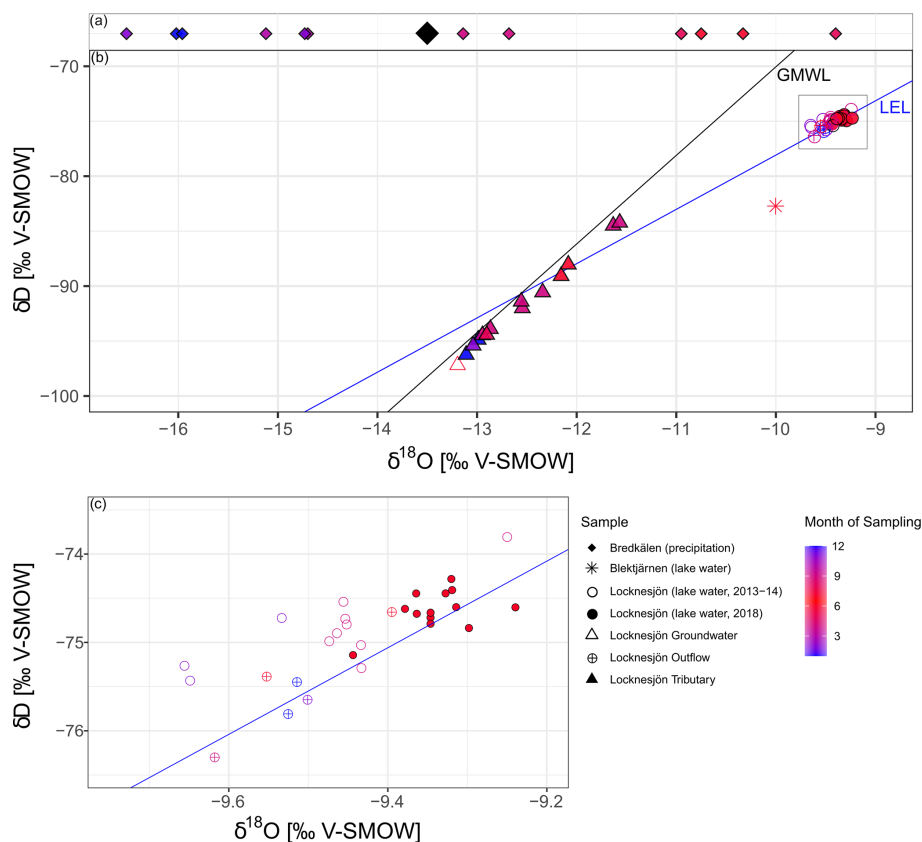 (a)
(b)
GMWL
LEL
−70
−80
−90
−100
δD [‰ V-SMOW]
−16
−15
−14
−13
−12
−11
−10
−9
δ18O [‰ V-SMOW]
(c)
−74
−75
−76
δD [‰ V-SMOW]
−9.6
−9.4
−9.2
δ18O [‰ V-SMOW]
Sample
Bredkälen (precipitation)
Blektjärnen (lake water)
Locknesjön (lake water, 2013−14)
Locknesjön (lake water, 2018)
Locknesjön Groundwater
Locknesjön Outflow
Locknesjön Tributary
Month of Sampling
12
9
6
3